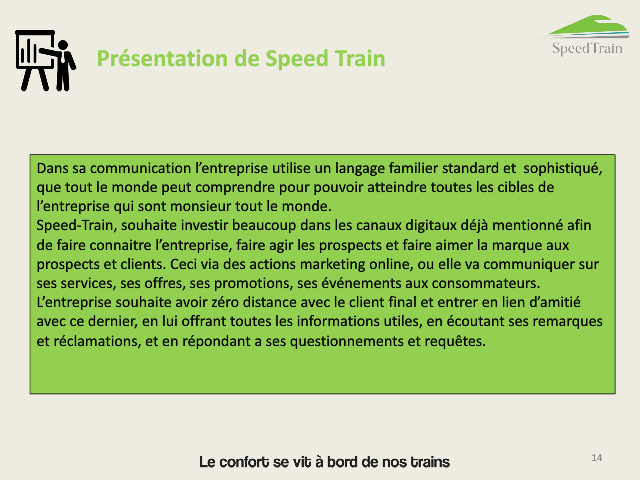 Présentation de Speed Train
SpeedTrain
Dans sa communication l’entreprise utilise un langage familier standard et  sophistiqué,
que tout le monde peut comprendre pour pouvoir atteindre toutes les cibles de
l’entreprise qui sont monsieur tout le monde.
Speed-Train, souhaite investir beaucoup dans les canaux digitaux déjà mentionné afin
de faire connaitre l’entreprise, faire agir les prospects et faire aimer la marque aux
prospects et clients. Ceci via des actions marketing online, ou elle va communiquer sur
ses services, ses offres, ses promotions, ses événements aux consommateurs.
L’entreprise souhaite avoir zéro distance avec le client final et entrer en lien d’amitié
avec ce dernier, en lui offrant toutes les informations utiles, en écoutant ses remarques
et réclamations, et en répondant a ses questionnements et requêtes.
Le confort se vit à bord de nos trains
14